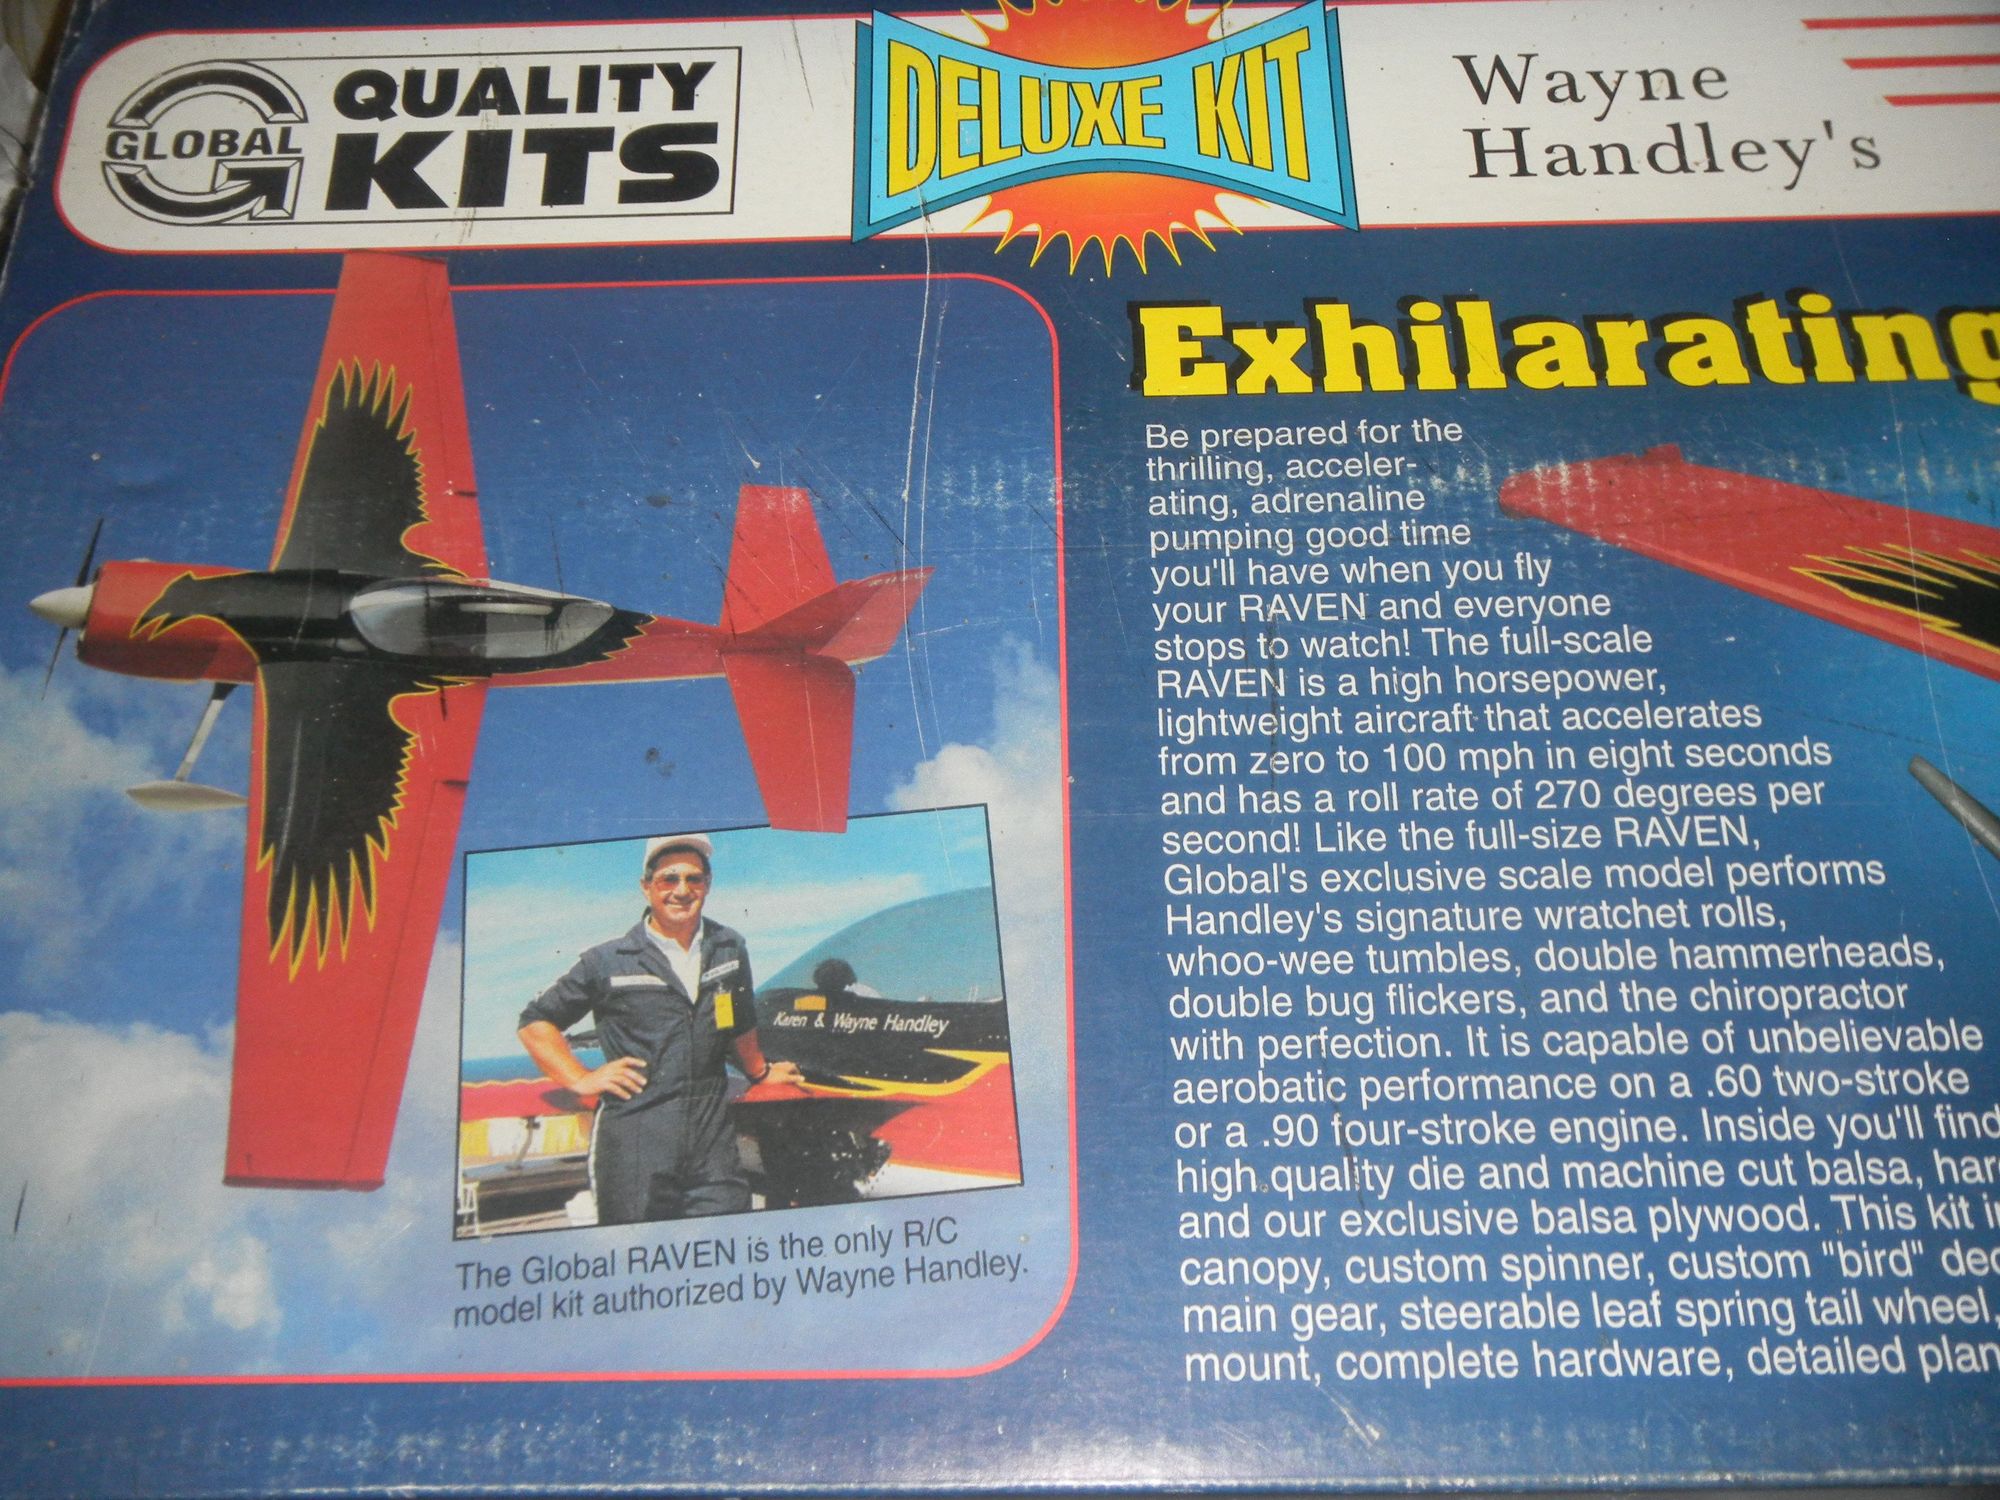 GLOBAL
QUALITY
KITS
DELUXE KIT
Wayne
Handley's
Exhilarating
Be prepared for the
thrilling, acceler-
ating, adrenaline
pumping good time
you'll have when you fly
your RAVEN and everyone
stops to watch! The full-scale
RAVEN is a high horsepower,
lightweight aircraft that accelerates
from zero to 100 mph in eight seconds
and has a roll rate of 270 degrees per
second! Like the full-size RAVEN,
Global's exclusive scale model performs
Handley's signature wratchet rolls,
whoo-wee tumbles, double hammerheads,
double bug flickers, and the chiropractor
with perfection. It is capable of unbelievable
aerobatic performance on a .60 two-stroke
or a .90 four-stroke engine. Inside you'll find
high quality die and machine cut balsa,
and our exclusive balsa plywood. This kit
canopy, custom spinner, custom "bird"
main gear, steerable leaf spring tail wheel,
mount, complete hardware, detailed
Karen & Wayne Handley
The Global RAVEN is the only R/C
model kit authorized by Wayne Handley.